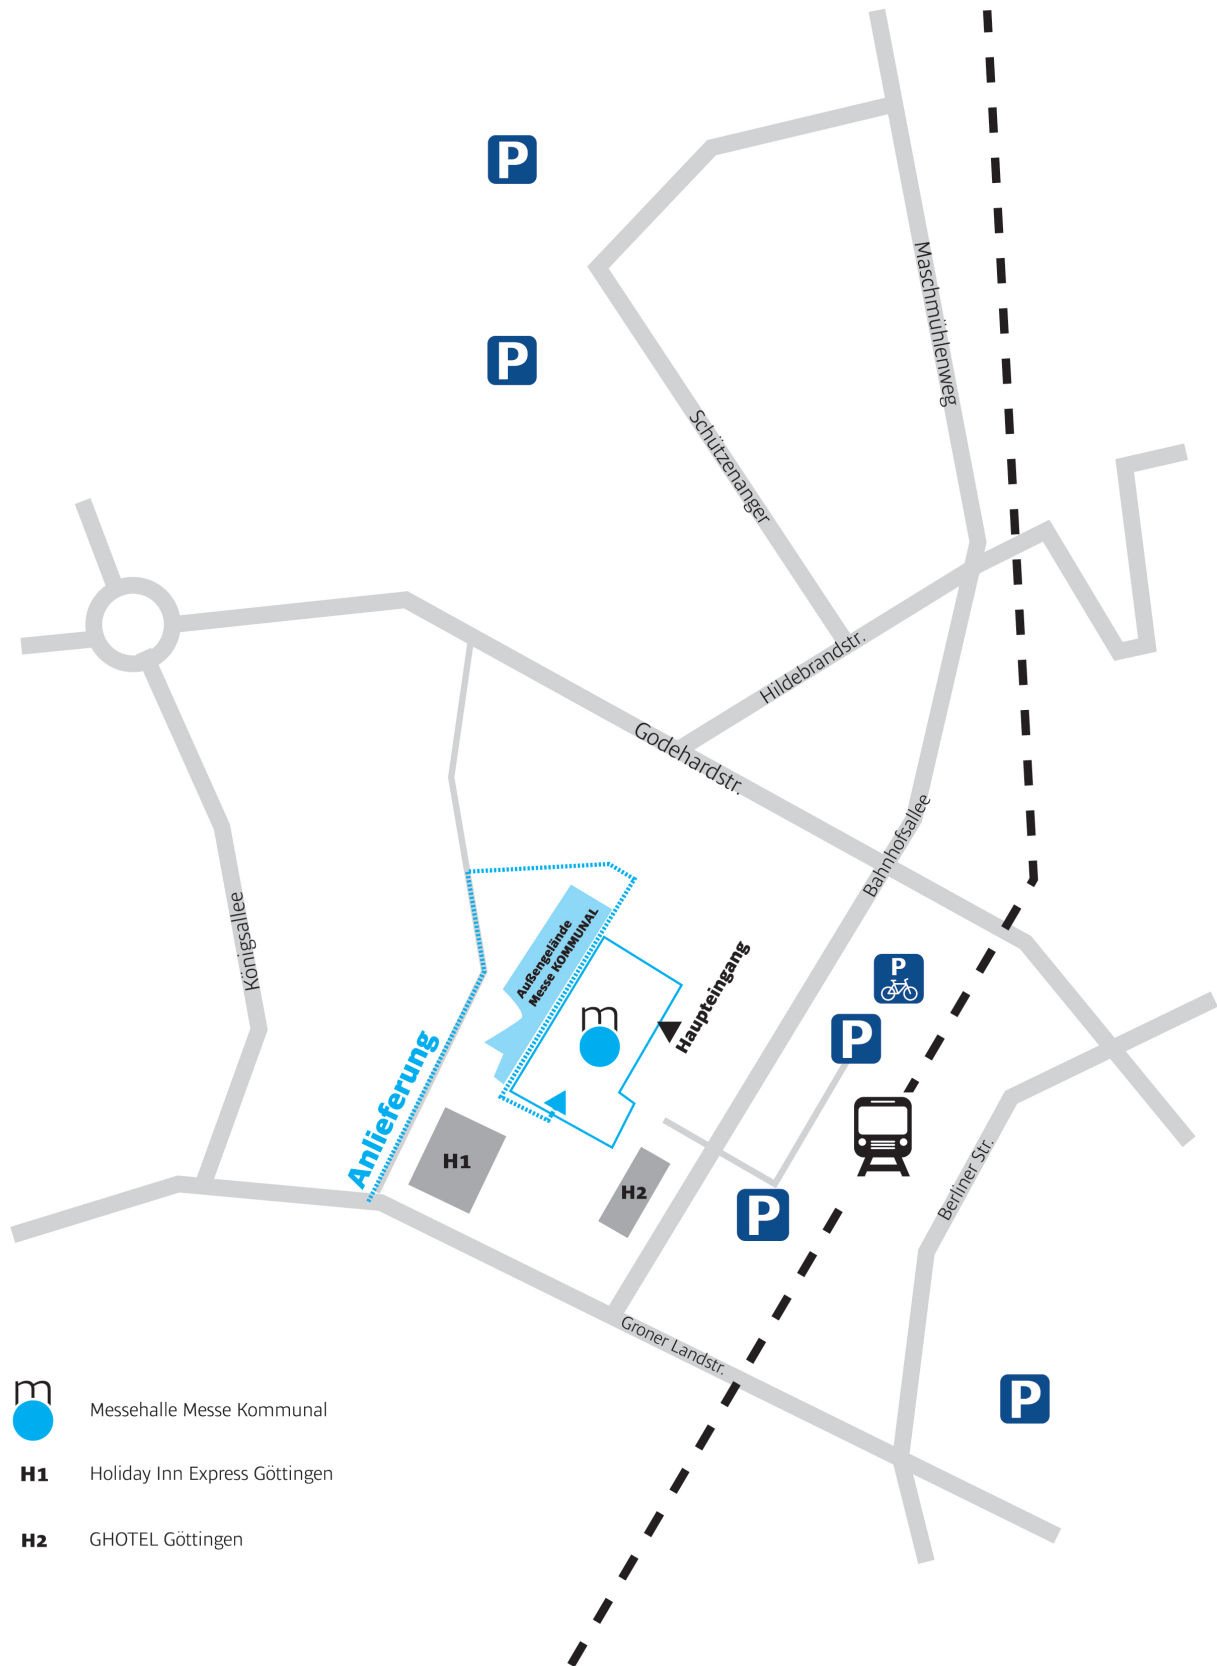 P
P
Maschmühlenweg
Schützenanger
Hildebrandstr.
Godehardstr.
Bahnhofsallee
Königsallee
Außengelände
Messe KOMMUNAL
Haupteingang
P
m
P
Anlieferung
H1
H2
P
Berliner Str.
Groner Landstr.
P
m
Messehalle Messe Kommunal
H1 Holiday Inn Express Göttingen
H2 GHOTEL Göttingen